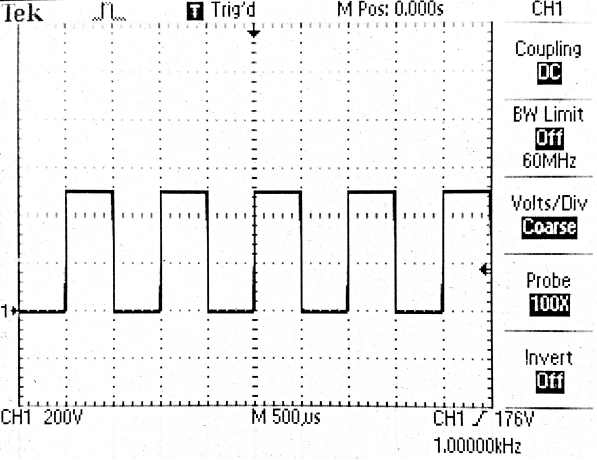 Tek T Trig'd M Pos: 0.000s CH1
Coupling
DC
BW Limit
Off
60MHz
Volts/Div
Coarse
Probe
100X
Invert
Off
1
CH1 200V M 500µs CH1 176V
1.00000kHz